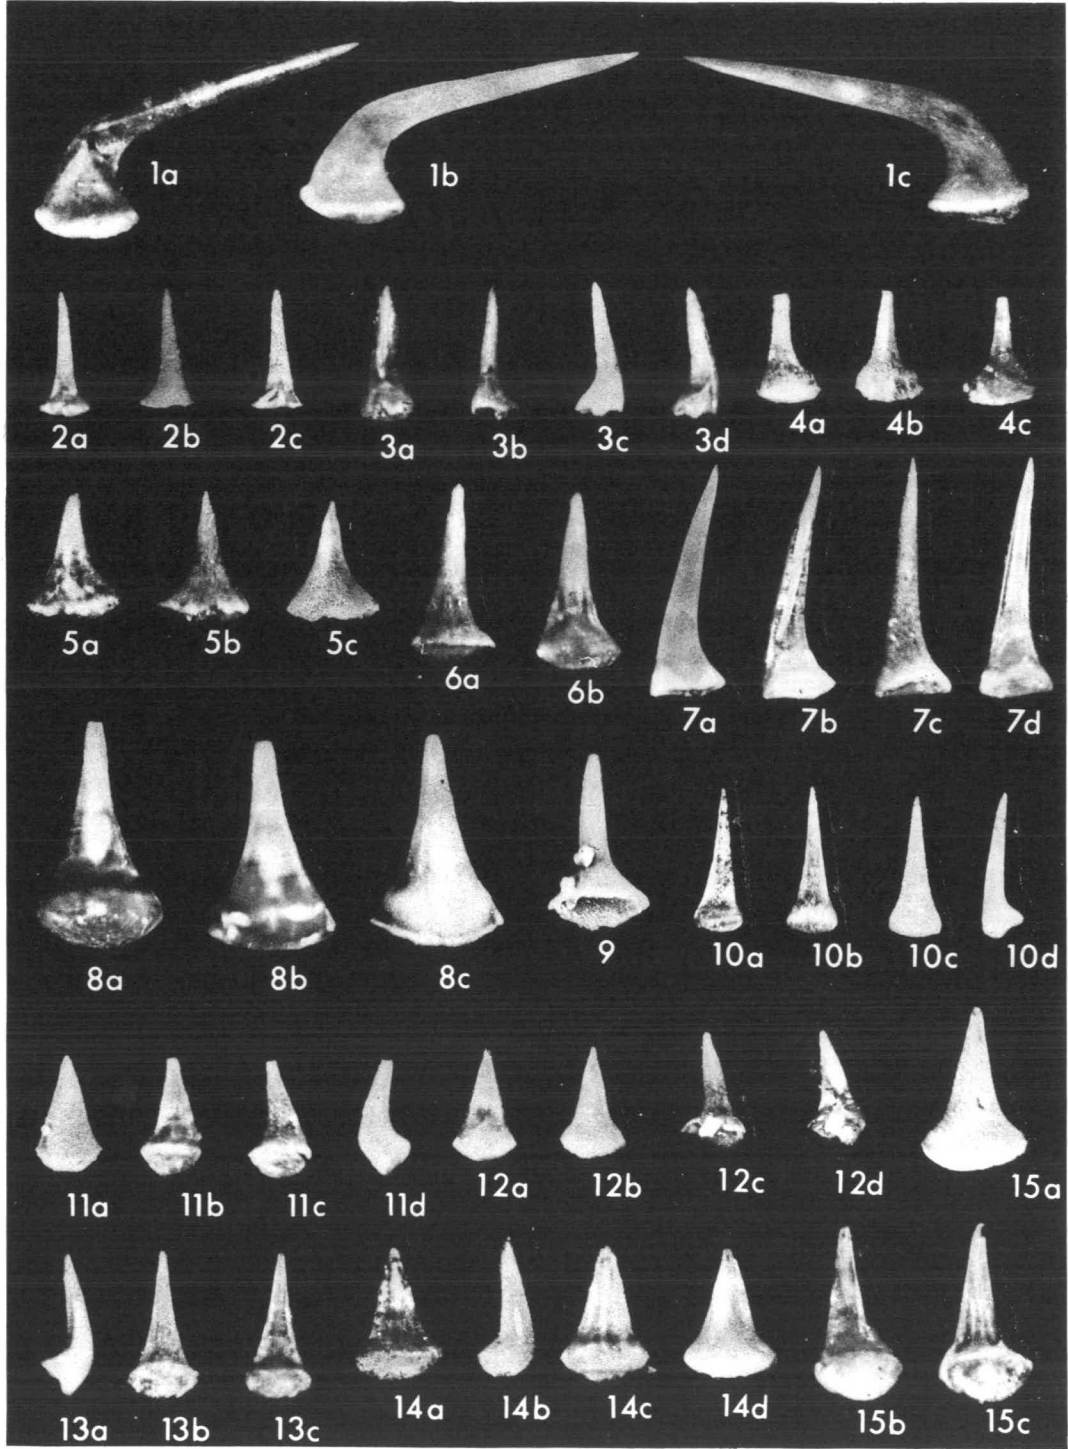 1a 1b 1c
2a 2b 2c 3a 3b 3c 3d 4a 4b 4c
5a 5b 5c 6a 6b 7a 7b 7c 7d
8a 8b 8c 9 10a 10b 10c 10d
11a 11b 11c 11d 12a 12b 12c 12d 15a
13a 13b 13c 14a 14b 14c 14d 15b 15c